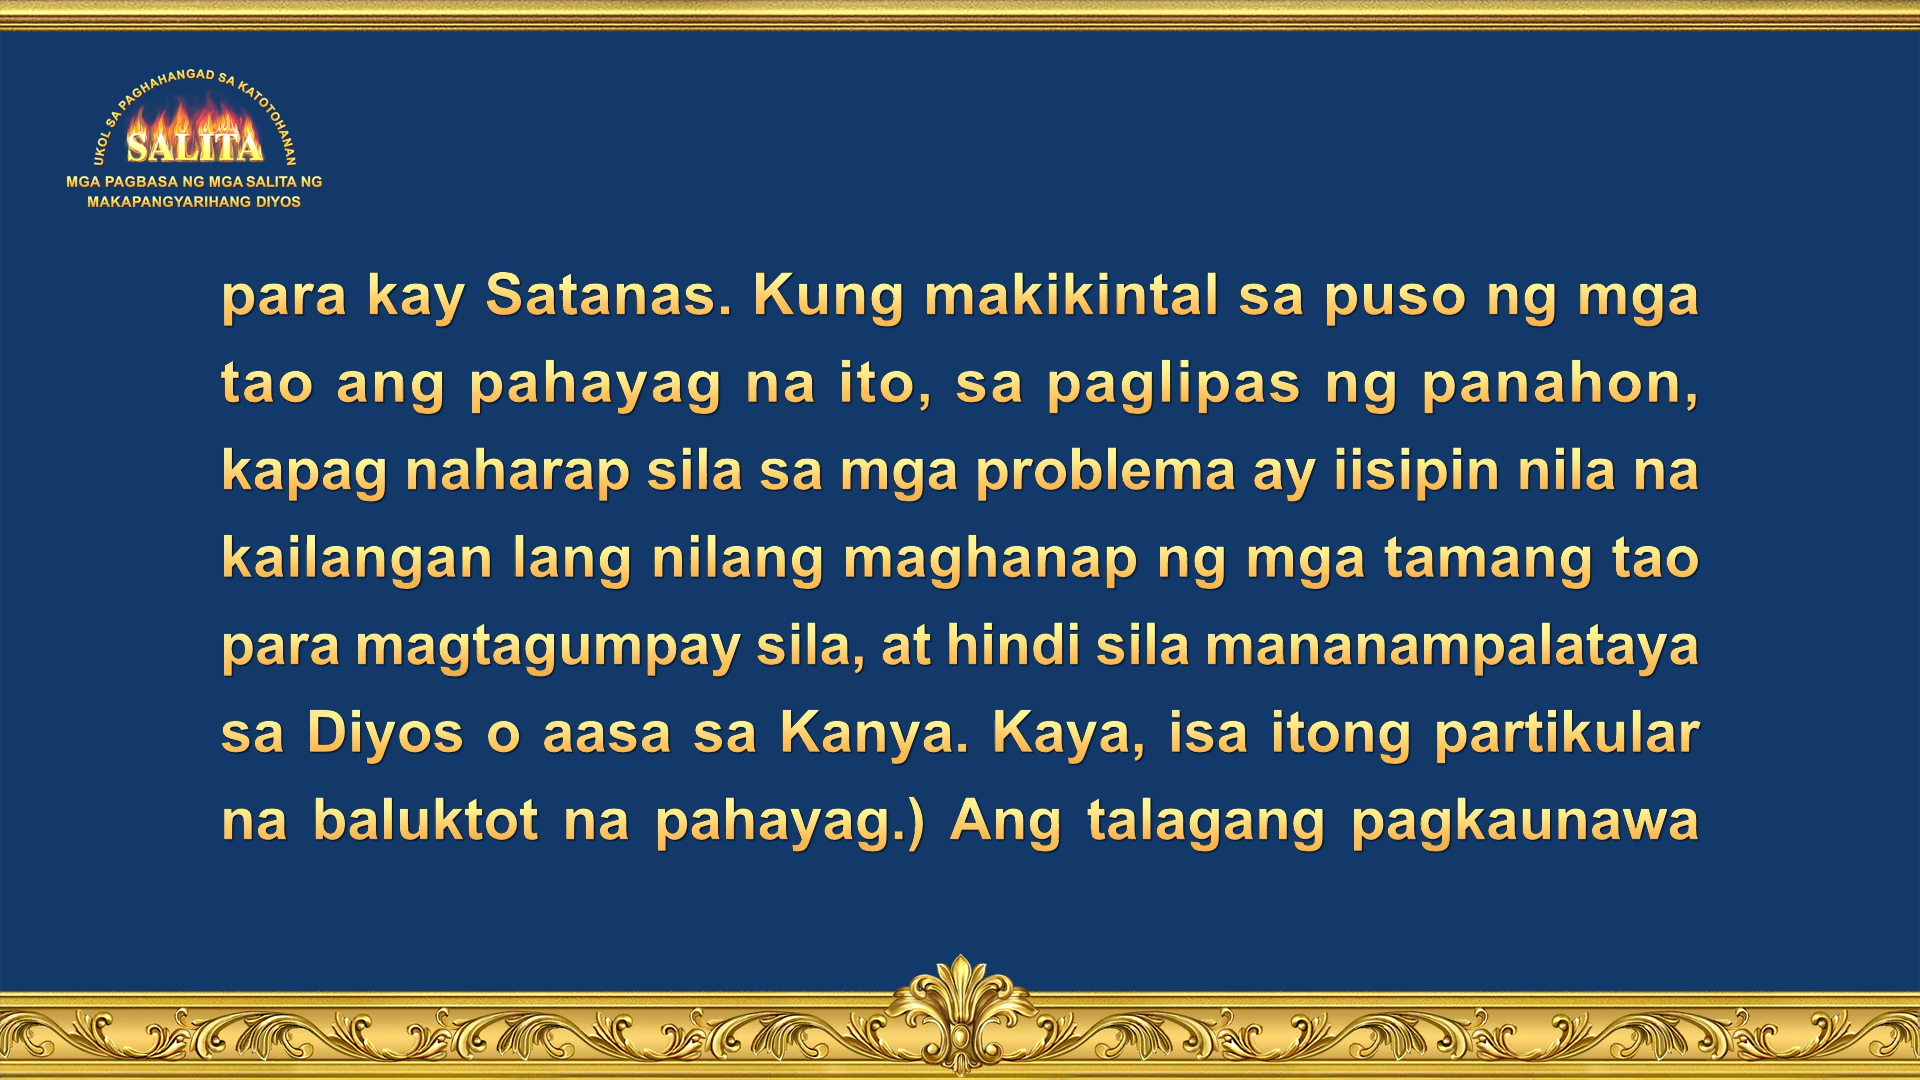 UKOL SA PAGHAHANGAD SA KATOTOHANAN
SALITA
MGA PAGBASA NG MGA SALITA NG
MAKAPANGYARIHANG DIYOS
para kay Satanas. Kung makikintal sa puso ng mga
tao ang pahayag na ito, sa paglipas ng panahon,
kapag naharap sila sa mga problema ay iisipin nila na
kailangan lang nilang maghanap ng mga tamang tao
para magtagumpay sila, at hindi sila mananampalataya
sa Diyos o aasa sa Kanya. Kaya, isa itong partikular
na baluktot na pahayag.) Ang talagang pagkaunawa